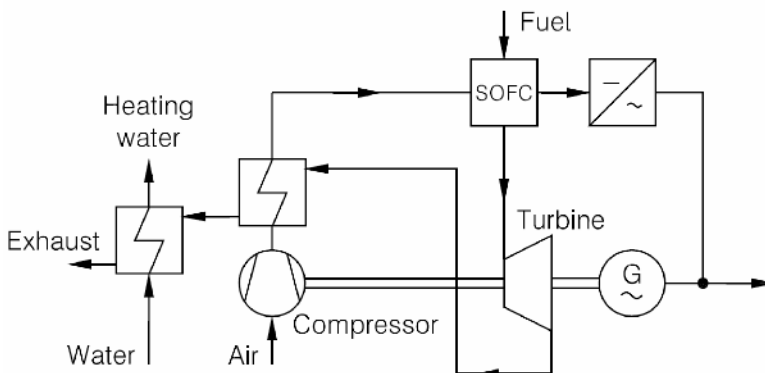 Fuel
SOFC
–
~
Heating
water
Turbine
Exhaust
G
~
Compressor
Water
Air